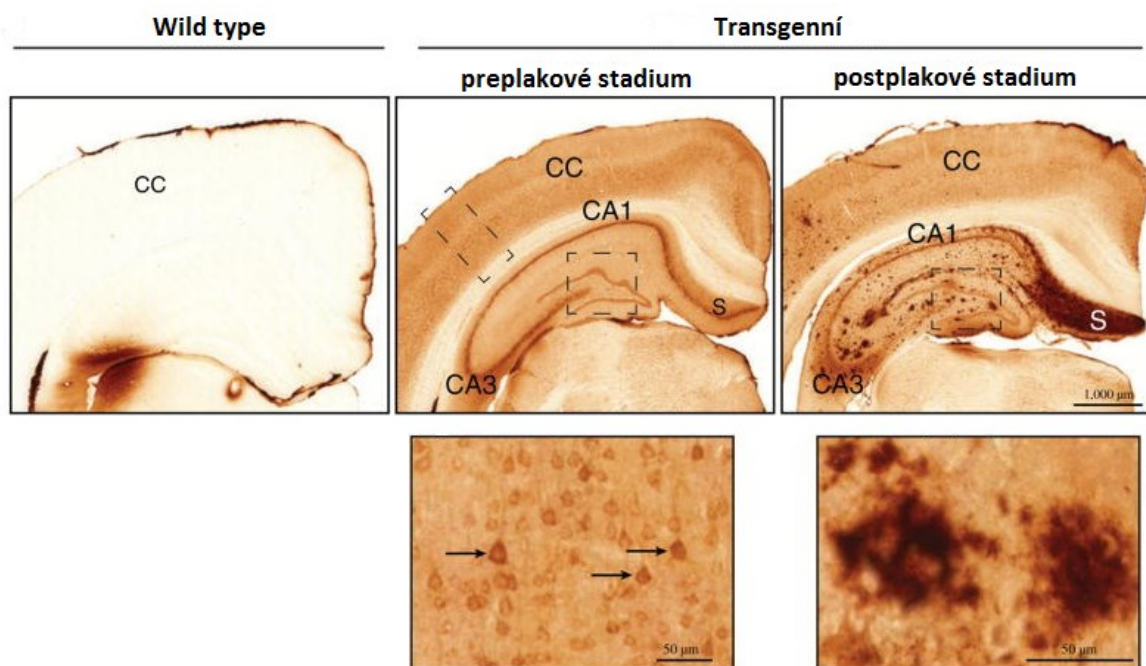 Wild type
Transgenní
preplakové stadium
postplakové stadium
CC
CC
CA1
S
CA3
CC
CA1
S
CA3
1,000 µm
50 µm
50 µm